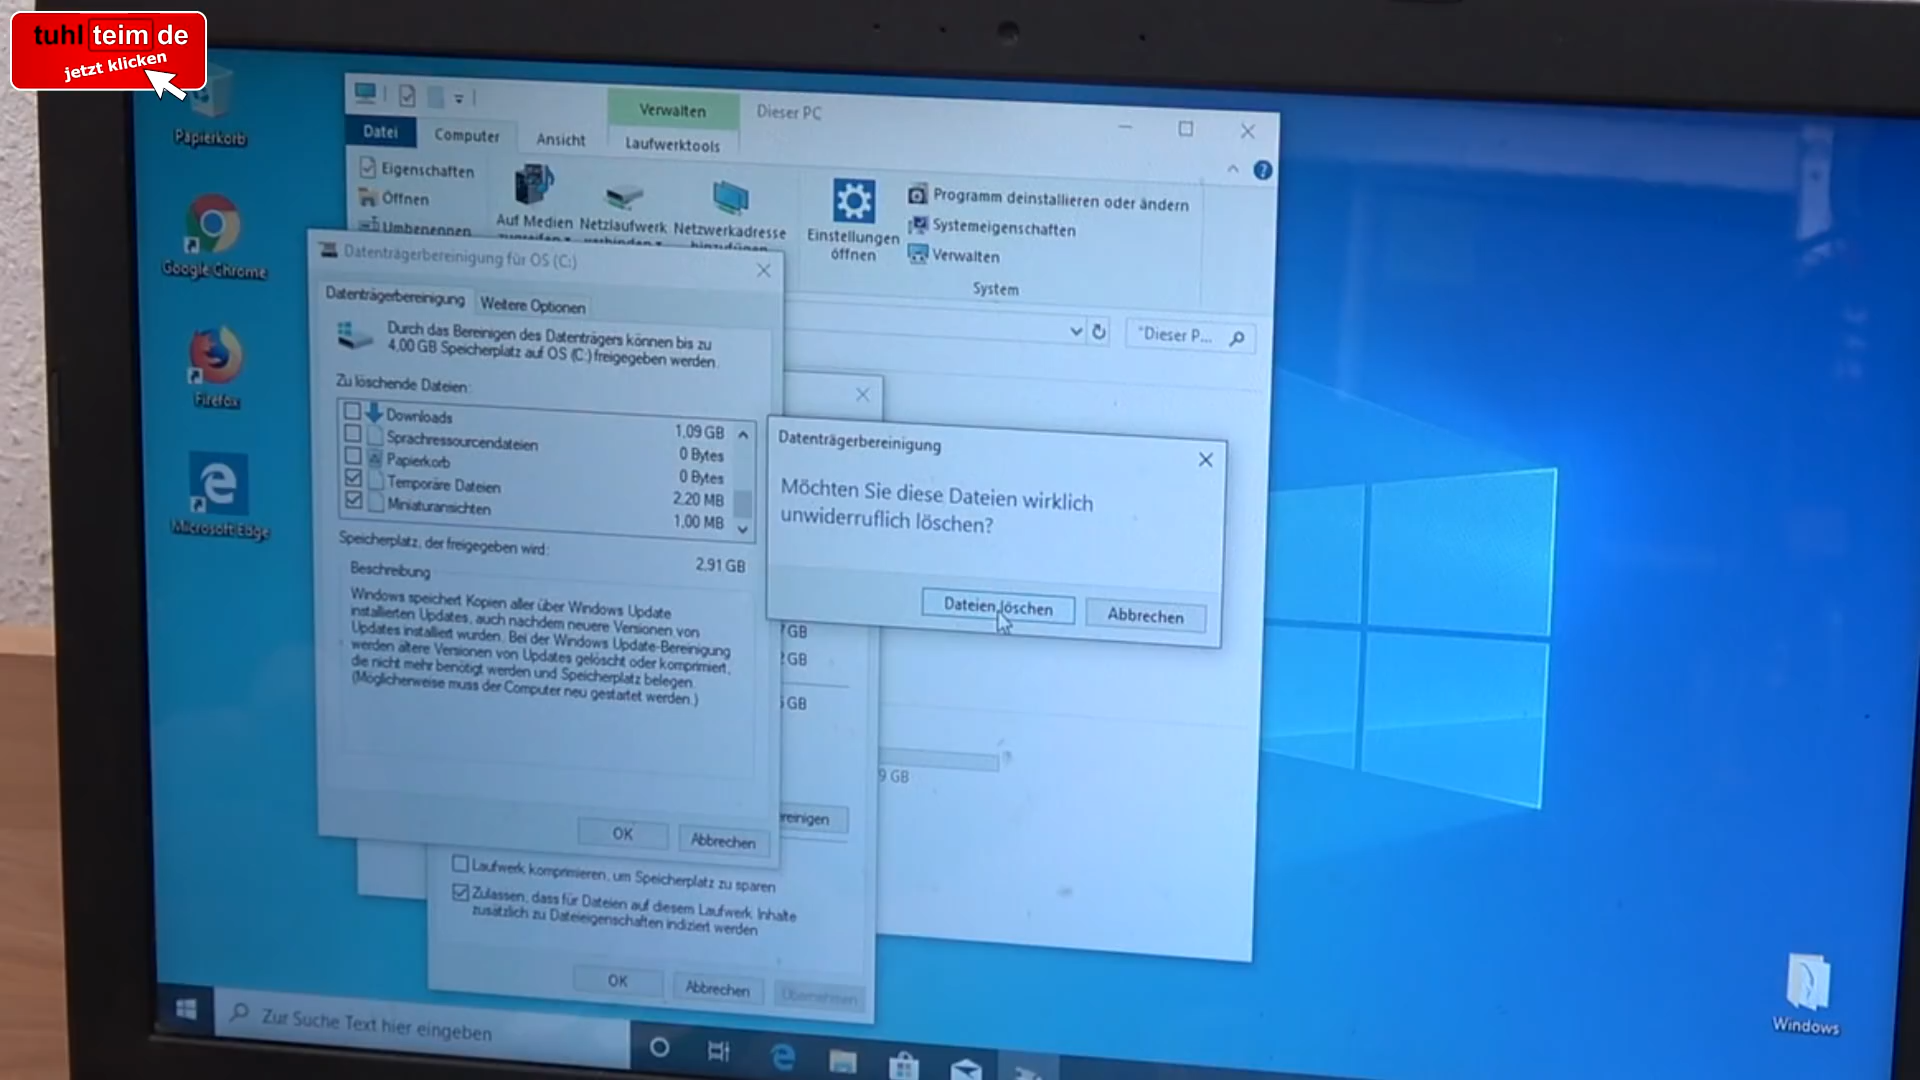 tuhl teim de
jetzt klicken
Papierkorb
Google Chrome
Firefox
Microsoft Edge
Verwalten
Dieser PC
Datei
Computer
Ansicht
Laufwerktools
Eigenschaften
Öffnen
Umbenennen
Auf Medien
Netzlaufwerk
Netzwerkadresse
Einstellungen
öffnen
Programm deinstallieren oder ändern
Systemeigenschaften
Verwalten
System
"Dieser P...
Datenträgerbereinigung für OS (C:)
Datenträgerbereinigung
Weitere Optionen
Durch das Bereinigen des Datenträgers können bis zu
4,00 GB Speicherplatz auf OS (C:) freigegeben werden.
Zu löschende Dateien:
Downloads 1,09 GB
Sprachressourcendateien 0 Bytes
Papierkorb 0 Bytes
Temporäre Dateien 2,20 MB
Miniaturansichten 1,00 MB
Speicherplatz, der freigegeben wird: 2,91 GB
Beschreibung
Windows speichert Kopien aller über Windows Update
installierten Updates, auch nachdem neuere Versionen von
Updates installiert wurden. Bei der Windows Update-Bereinigung
werden ältere Versionen von Updates gelöscht oder komprimiert,
die nicht mehr benötigt werden und Speicherplatz belegen.
(Möglicherweise muss der Computer neu gestartet werden.)
OK
Abbrechen
Datenträgerbereinigung
Möchten Sie diese Dateien wirklich
unwiderruflich löschen?
Dateien löschen
Abbrechen
GB
GB
GB
9 GB
reinigen
Laufwerk komprimieren, um Speicherplatz zu sparen
Zulassen, dass für Dateien auf diesem Laufwerk Inhalte
zusätzlich zu Dateieigenschaften indiziert werden
OK
Abbrechen
Übernehmen
Zur Suche Text hier eingeben
Windows